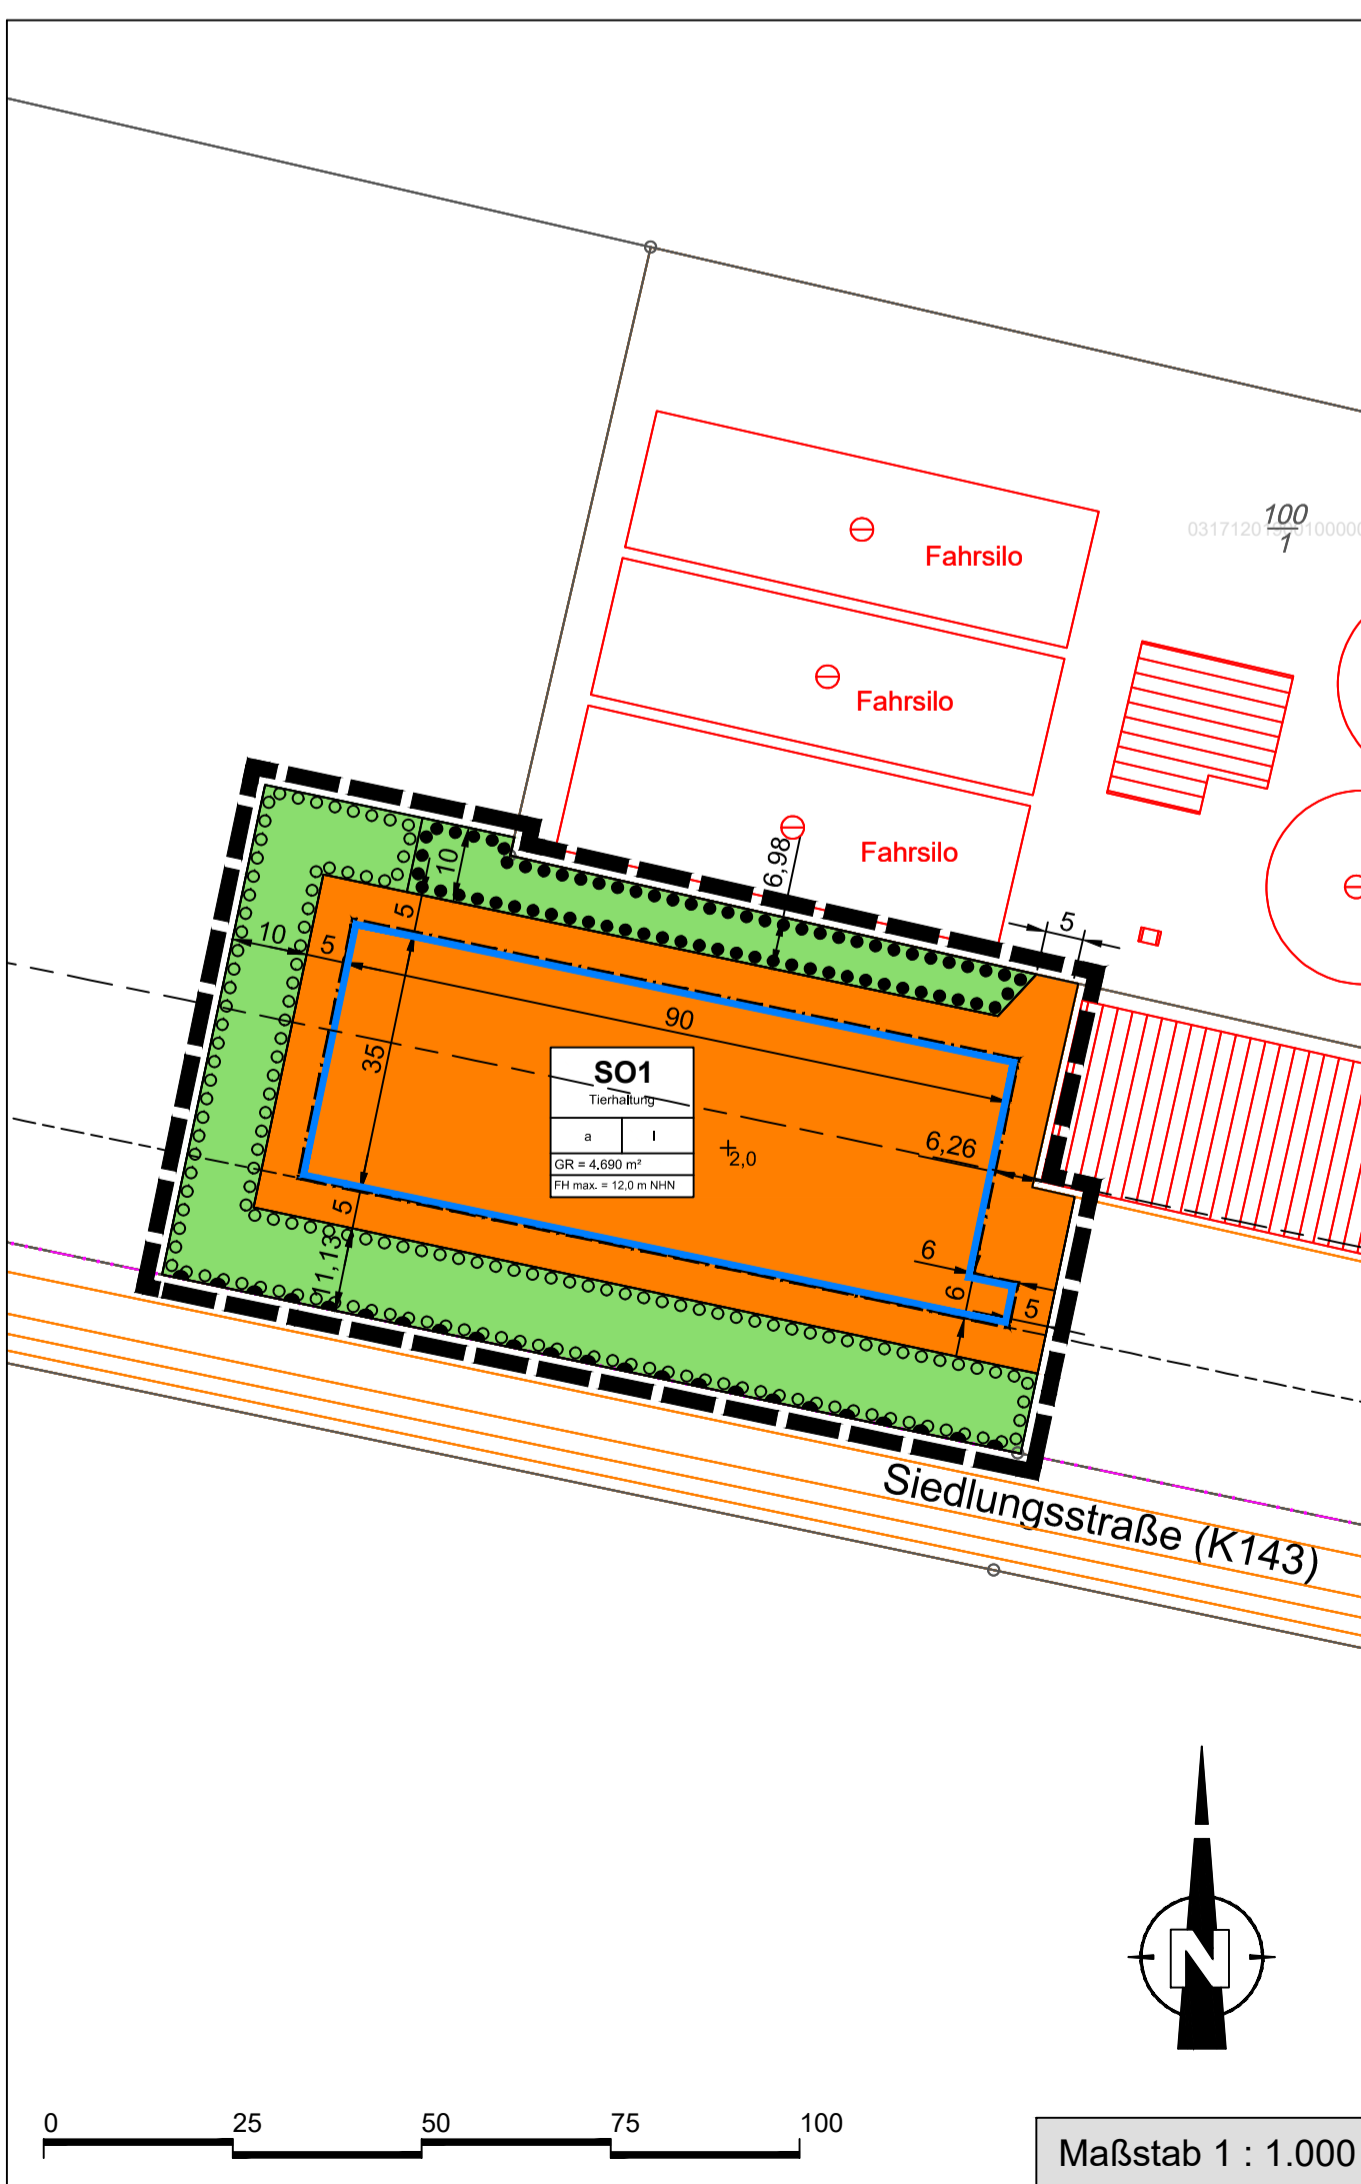 100
1
Fahrsilo
Fahrsilo
Fahrsilo
6,98
10
5
5
10
5
90
35
SO1
Tierhaltung
a I
GR = 4.690 m²
FH max. = 12,0 m NHN
2,0
6,26
6
6
5
5
11,13
Siedlungsstraße (K143)
N
0 25 50 75 100
Maßstab 1 : 1.000